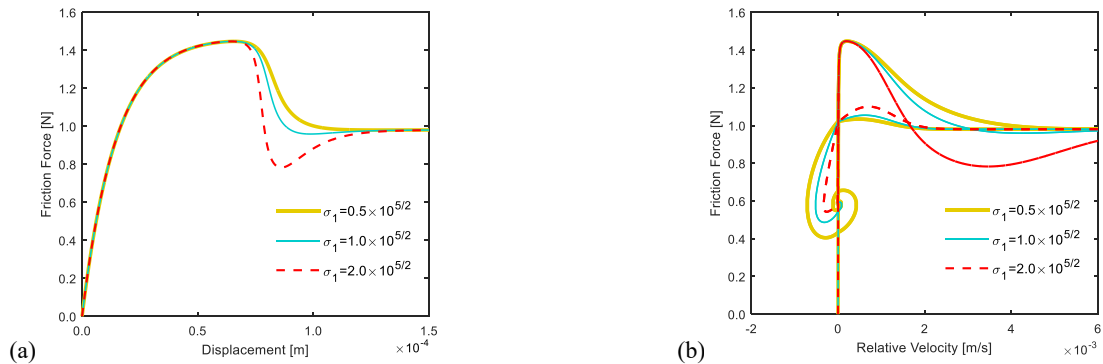 1.6
1.4
1.2
1.0
0.8
0.6
0.4
0.2
0.0
Friction Force [N]
σ1=0.5×10^5/2
σ1=1.0×10^5/2
σ1=2.0×10^5/2
0.0 0.5 1.0 1.5
Displacement [m] ×10^-4
(a)
1.6
1.4
1.2
1.0
0.8
0.6
0.4
0.2
0.0
Friction Force [N]
σ1=0.5×10^5/2
σ1=1.0×10^5/2
σ1=2.0×10^5/2
-2 0 2 4 6
Relative Velocity [m/s] ×10^-3
(b)